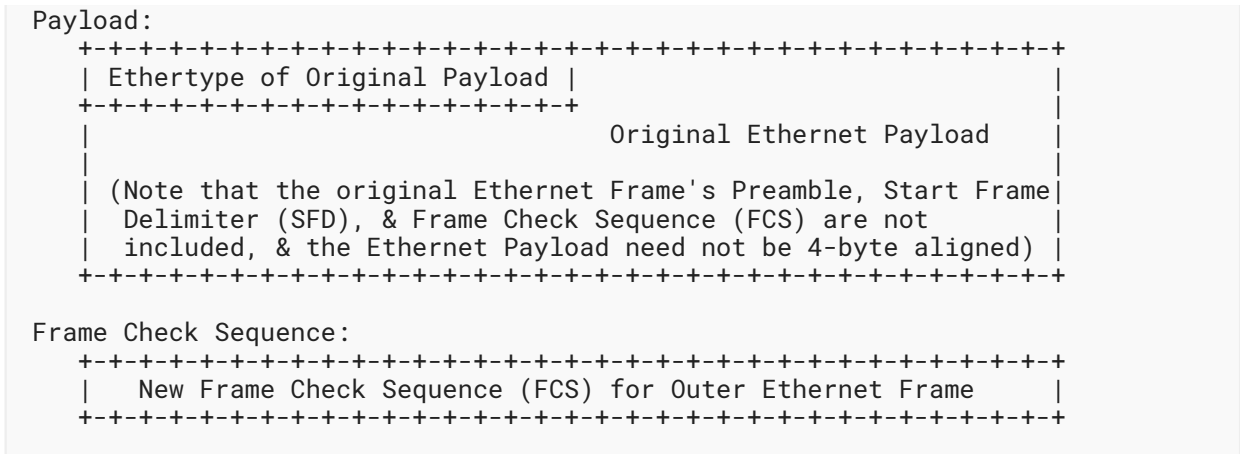 Payload:
   +-+-+-+-+-+-+-+-+-+-+-+-+-+-+-+-+-+-+-+-+-+-+-+-+-+-+-+-+-+-+-+-+
   | Ethertype of Original Payload |                               |
   +-+-+-+-+-+-+-+-+-+-+-+-+-+-+-+-+                               |
   |                                  Original Ethernet Payload    |
   |                                                               |
   | (Note that the original Ethernet Frame's Preamble, Start Frame|
   |  Delimiter (SFD), & Frame Check Sequence (FCS) are not        |
   |  included, & the Ethernet Payload need not be 4-byte aligned) |
   +-+-+-+-+-+-+-+-+-+-+-+-+-+-+-+-+-+-+-+-+-+-+-+-+-+-+-+-+-+-+-+-+

Frame Check Sequence:
   +-+-+-+-+-+-+-+-+-+-+-+-+-+-+-+-+-+-+-+-+-+-+-+-+-+-+-+-+-+-+-+-+
   |   New Frame Check Sequence (FCS) for Outer Ethernet Frame     |
   +-+-+-+-+-+-+-+-+-+-+-+-+-+-+-+-+-+-+-+-+-+-+-+-+-+-+-+-+-+-+-+-+